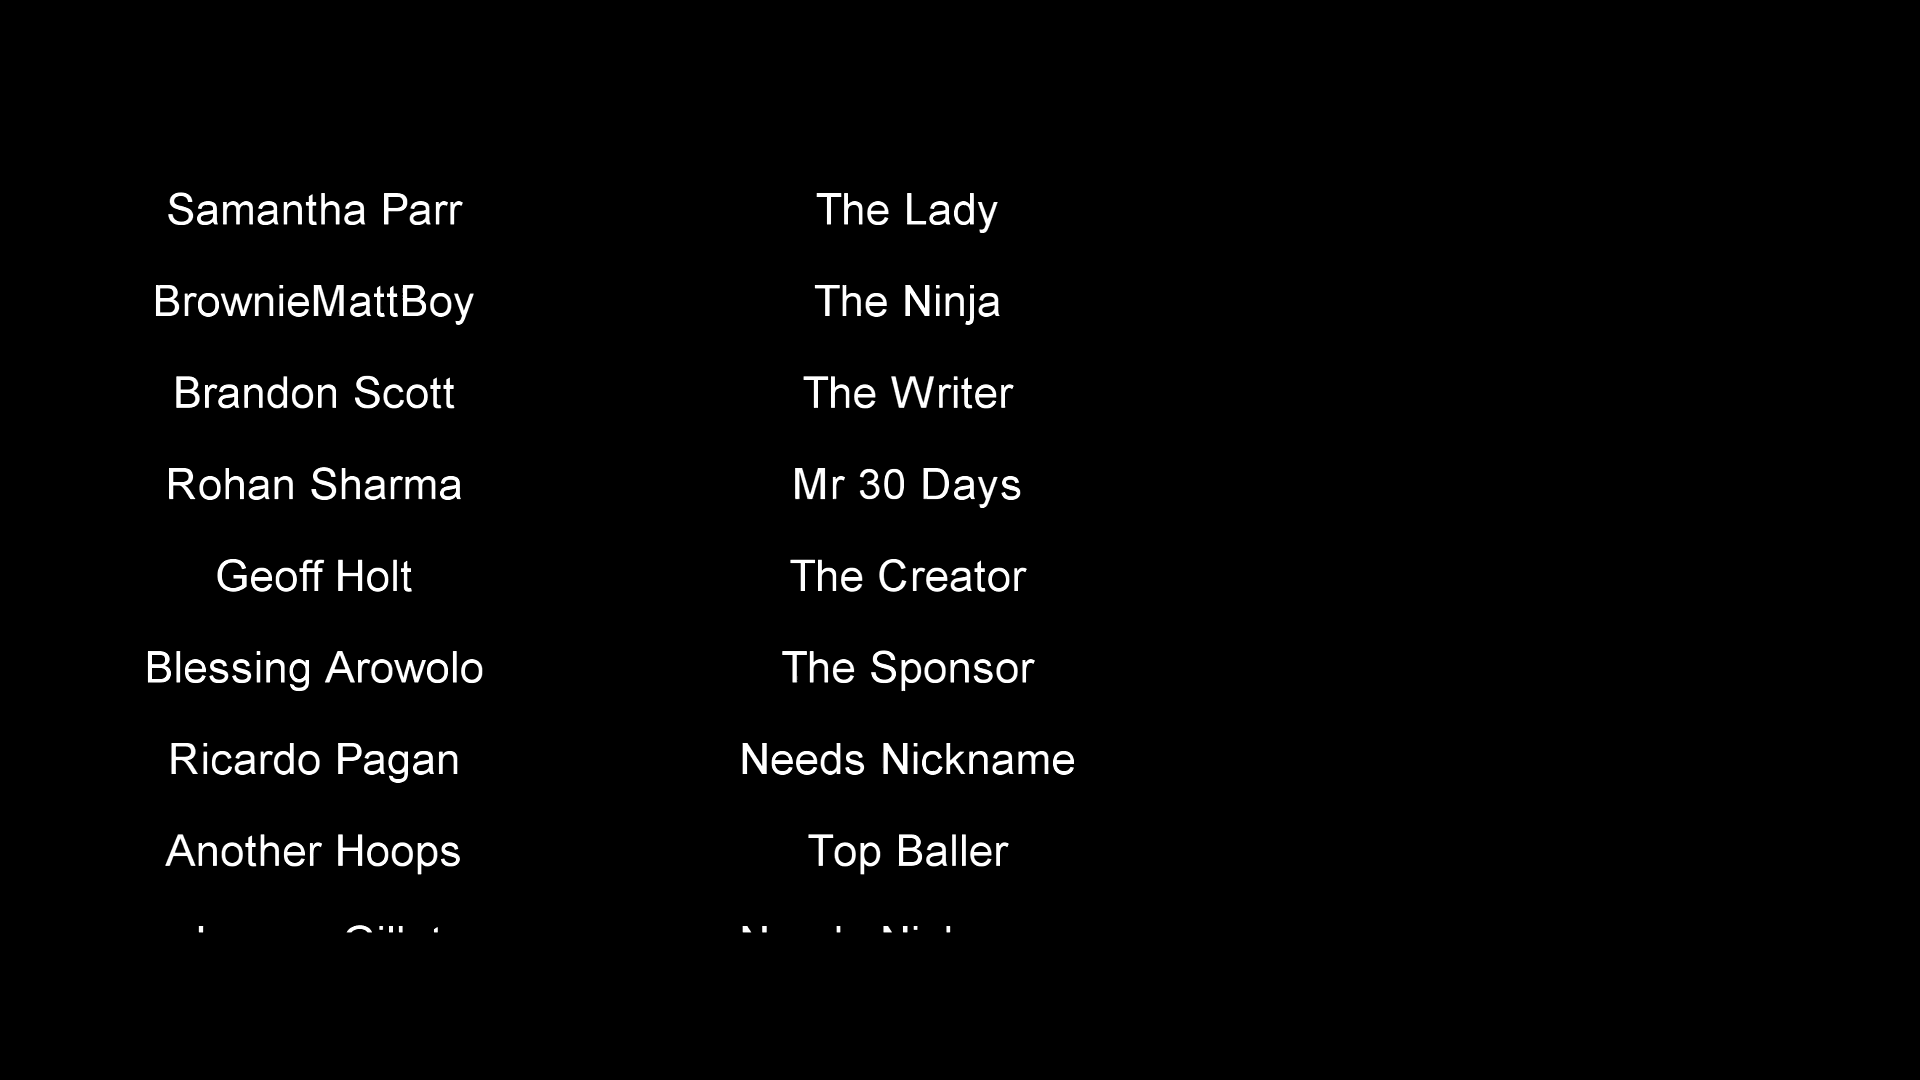 Samantha Parr The Lady
BrownieMattBoy The Ninja
Brandon Scott The Writer
Rohan Sharma Mr 30 Days
Geoff Holt The Creator
Blessing Arowolo The Sponsor
Ricardo Pagan Needs Nickname
Another Hoops Top Baller